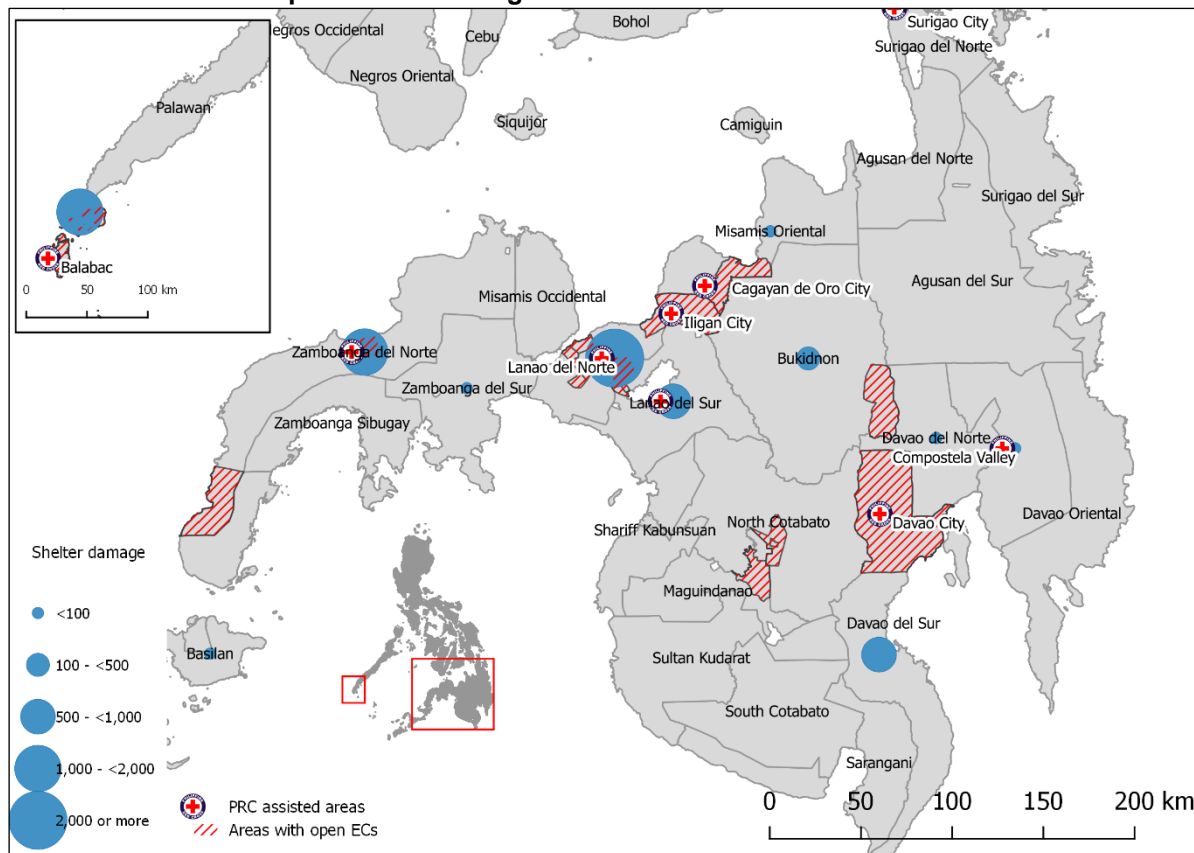 Surigao City
Bohol
Cebu
Negros Occidental
Surigao del Norte
Negros Oriental
Palawan
Siquijor
Camiguin
Agusan del Norte
Surigao del Sur
Misamis Oriental
Balabac
0 50 100 km
Agusan del Sur
Cagayan de Oro City
Misamis Occidental
Iligan City
Zamboanga del Norte
Bukidnon
Lanao del Norte
Zamboanga del Sur
Lanao del Sur
Zamboanga Sibugay
Davao del Norte
Compostela Valley
Davao City
Davao Oriental
North Cotabato
Shariff Kabunsuan
Maguindanao
Shelter damage
<100
100 - <500
500 - <1,000
1,000 - <2,000
2,000 or more
Basilan
Davao del Sur
Sultan Kudarat
South Cotabato
Sarangani
PRC assisted areas
Areas with open ECs
0 50 100 150 200 km